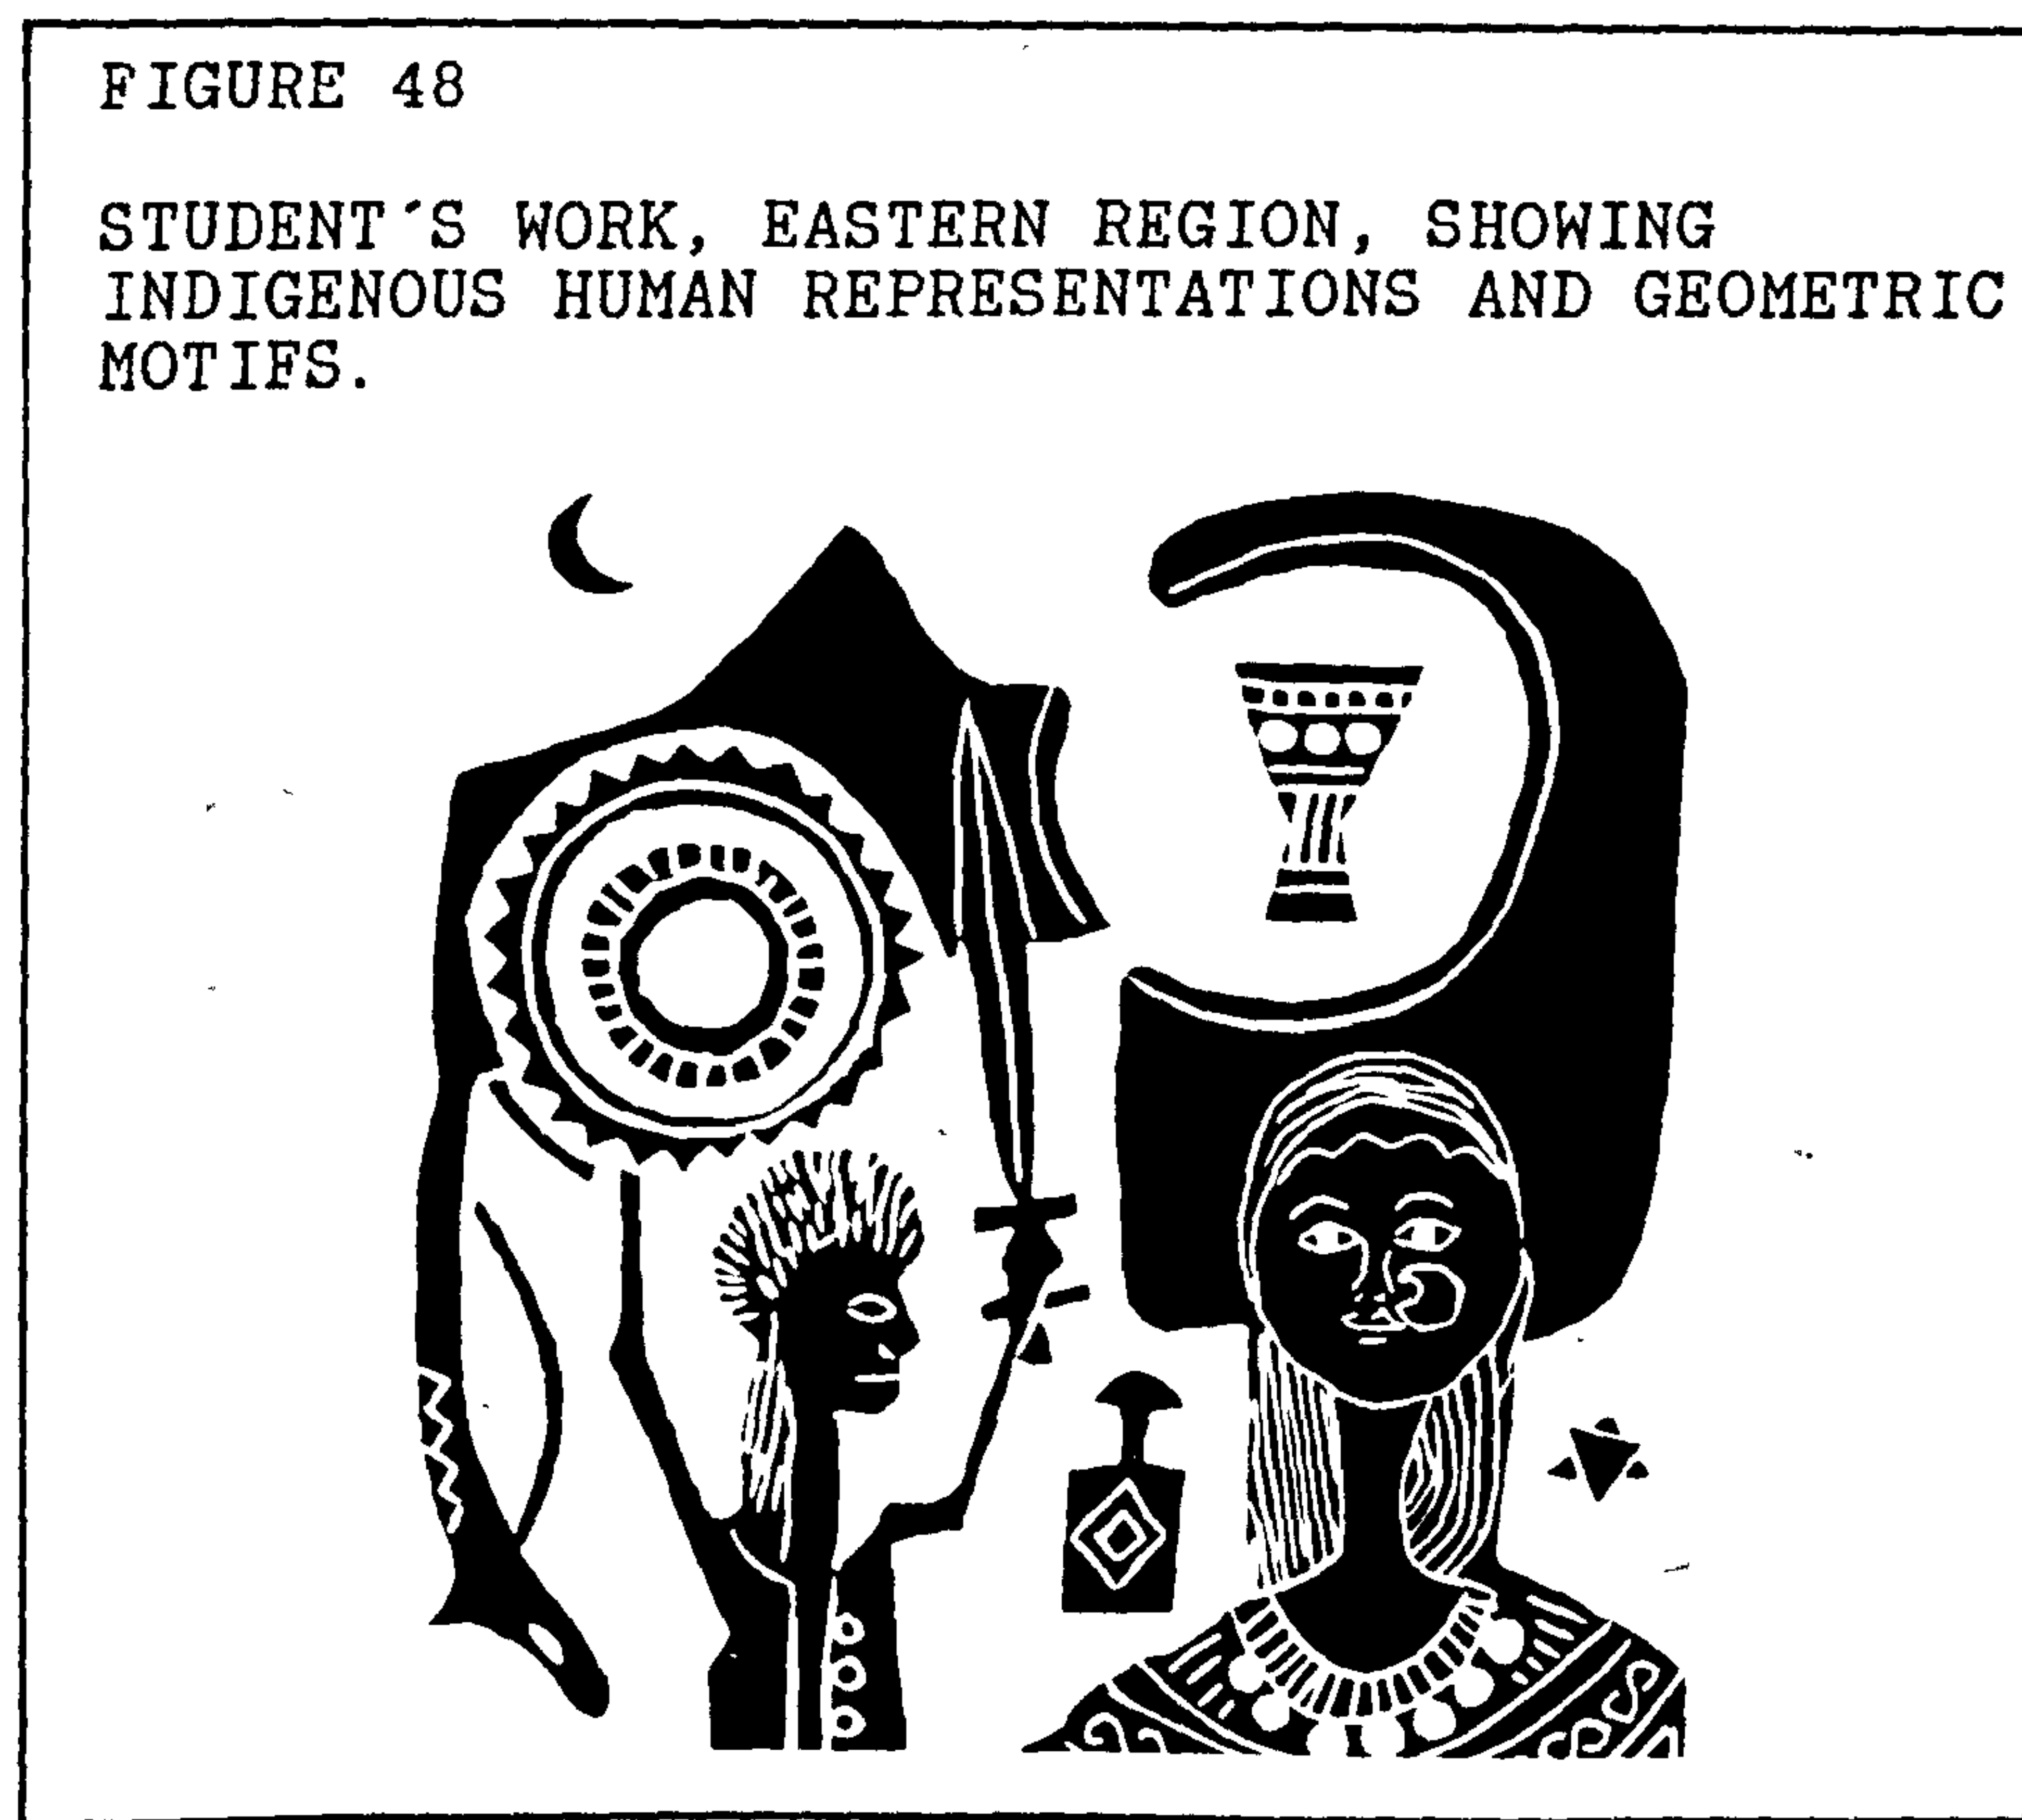 FIGURE 48
STUDENT´S WORK, EASTERN REGION, SHOWING
INDIGENOUS HUMAN REPRESENTATIONS AND GEOMETRIC
MOTIFS.